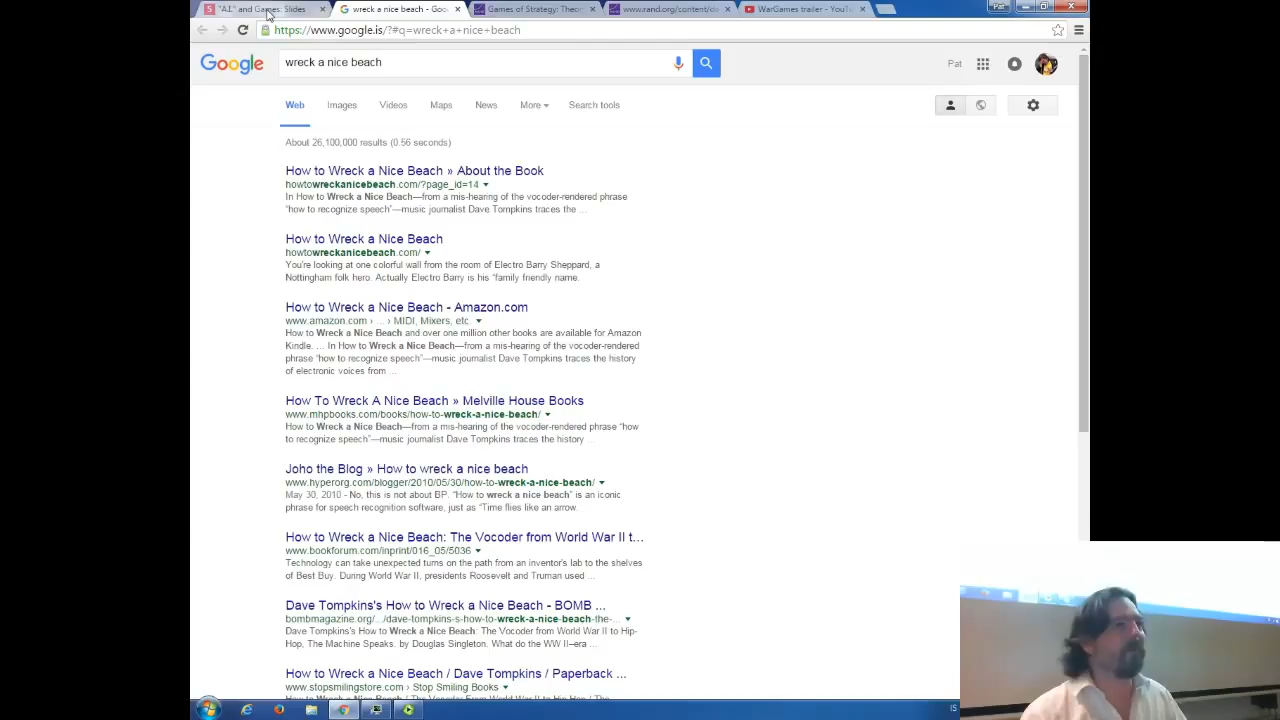 "A.I." and Games: Slides
wreck a nice beach - Goo
Games of Strategy: Theor
www.rand.org/content/da
WarGames trailer - YouT
Pat
https://www.google.is/?#q=wreck+a+nice+beach
Google
wreck a nice beach
Pat
Web Images Videos Maps News More Search tools
About 26,100,000 results (0.56 seconds)
How to Wreck a Nice Beach » About the Book
howtowreckanicebeach.com/?page_id=14
In How to Wreck a Nice Beach—from a mis-hearing of the vocoder-rendered phrase
"how to recognize speech"—music journalist Dave Tompkins traces the ...
How to Wreck a Nice Beach
howtowreckanicebeach.com/
You're looking at one colorful wall from the room of Electro Barry Sheppard, a
Nottingham folk hero. Actually Electro Barry is his "family friendly name.
How to Wreck a Nice Beach - Amazon.com
www.amazon.com › ... › MIDI, Mixers, etc.
How to Wreck a Nice Beach and over one million other books are available for Amazon
Kindle. ... In How to Wreck a Nice Beach—from a mis-hearing of the vocoder-rendered
phrase "how to recognize speech"—music journalist Dave Tompkins traces the history
of electronic voices from ...
How To Wreck A Nice Beach » Melville House Books
www.mhpbooks.com/books/how-to-wreck-a-nice-beach/
In How to Wreck a Nice Beach—from a mis-hearing of the vocoder-rendered phrase "how
to recognize speech"—music journalist Dave Tompkins traces the history ...
Joho the Blog » How to wreck a nice beach
www.hyperorg.com/blogger/2010/05/30/how-to-wreck-a-nice-beach/
May 30, 2010 - No, this is not about BP. "How to wreck a nice beach" is an iconic
phrase for speech recognition software, just as "Time flies like an arrow.
How to Wreck a Nice Beach: The Vocoder from World War II t...
www.bookforum.com/inprint/016_05/5036
Technology can take unexpected turns on the path from an inventor's lab to the shelves
of Best Buy. During World War II, presidents Roosevelt and Truman used ...
Dave Tompkins's How to Wreck a Nice Beach - BOMB ...
bombmagazine.org/.../dave-tompkins-s-how-to-wreck-a-nice-beach-the-...
Dave Tompkins's How to Wreck a Nice Beach: The Vocoder from World War II to Hip-
Hop, The Machine Speaks. by Douglas Singleton. What do the WW II–era ...
How to Wreck a Nice Beach / Dave Tompkins / Paperback ...
www.stopsmilingstore.com › Stop Smiling Books
IS